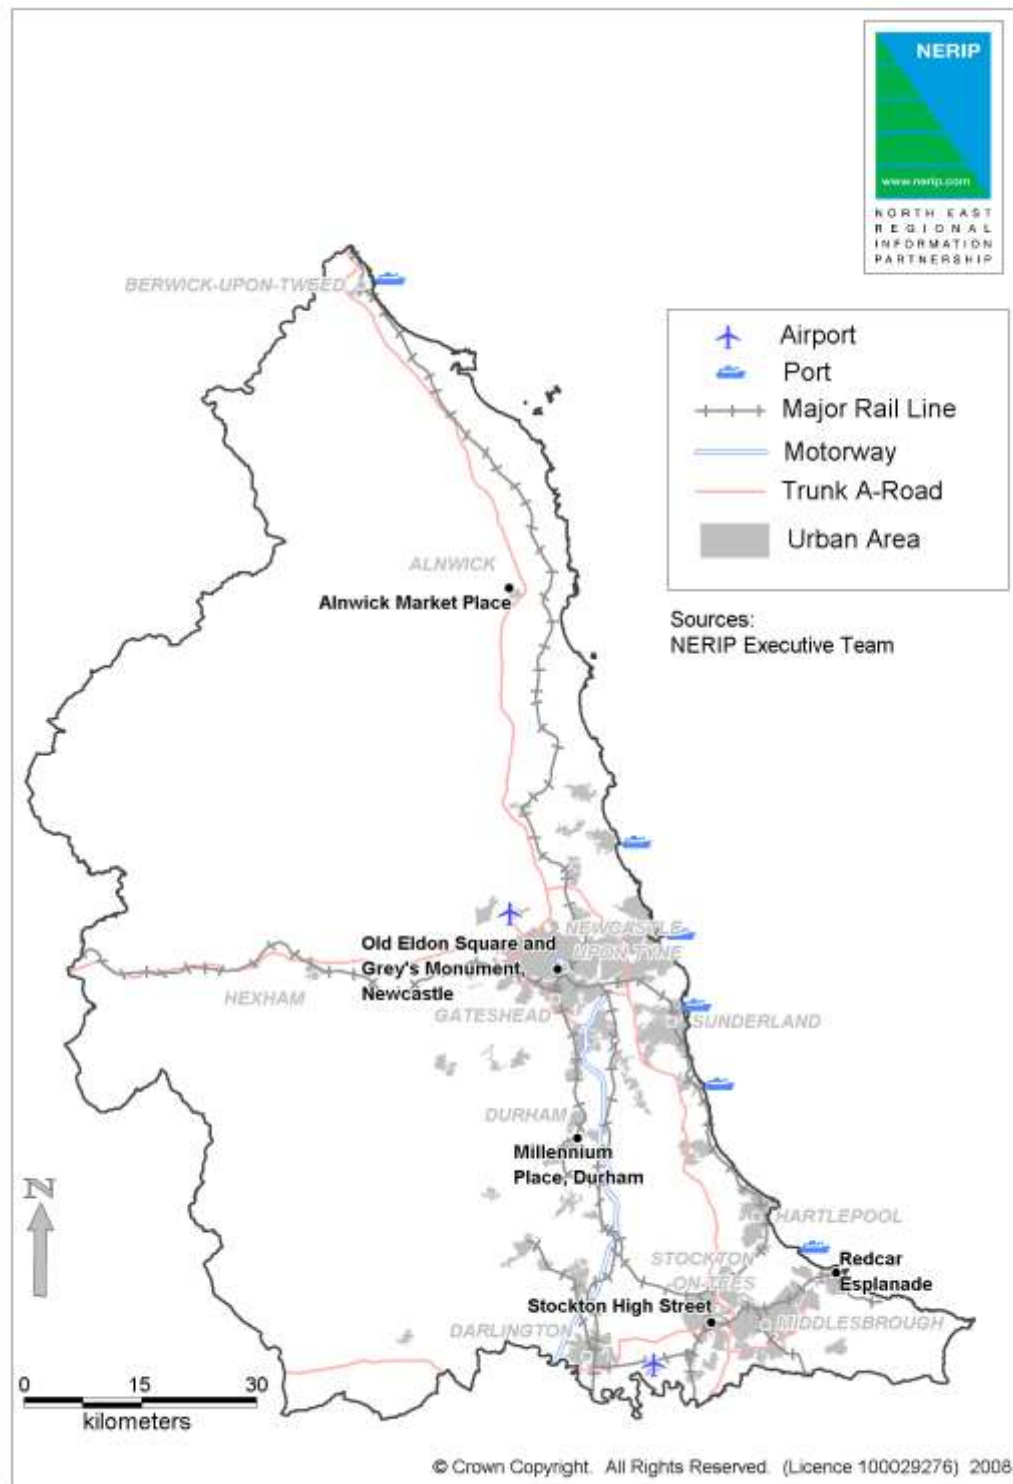 NERIP
www.nerip.com
NORTH EAST
REGIONAL
INFORMATION
PARTNERSHIP
BERWICK-UPON-TWEED
Airport
Port
Major Rail Line
Motorway
Trunk A-Road
Urban Area
Sources:
NERIP Executive Team
ALNWICK
Alnwick Market Place
NEWCASTLE
UPON-TYNE
Old Eldon Square and
Grey's Monument,
Newcastle
HEXHAM
GATESHEAD
SUNDERLAND
DURHAM
Millennium
Place, Durham
N
HARTLEPOOL
STOCKTON
ON-TEES
Redcar
Esplanade
Stockton High Street
DARLINGTON
MIDDLESBROUGH
0 15 30
kilometers
© Crown Copyright. All Rights Reserved. (Licence 100029276) 2008